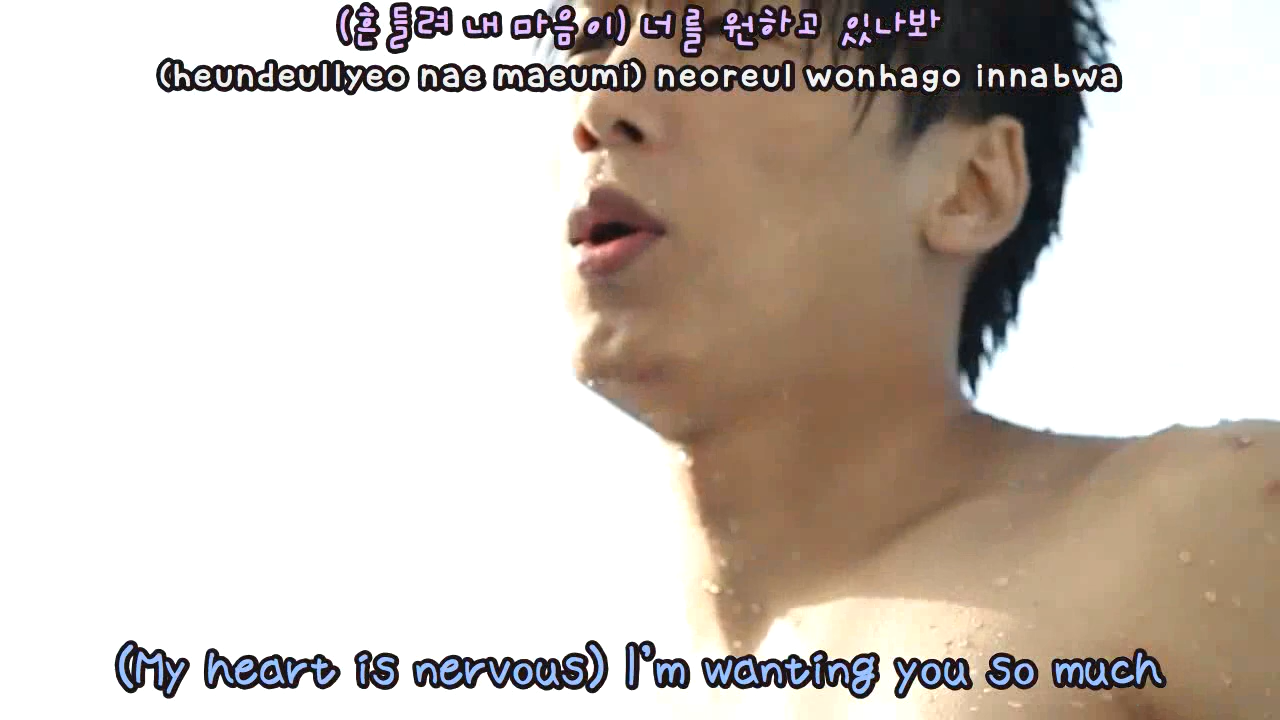 (흔들려 내 마음이) 너를 원하고 있나봐
(heundeullyeo nae maeumi) neoreul wonhago innabwa
(My heart is nervous) I'm wanting you so much